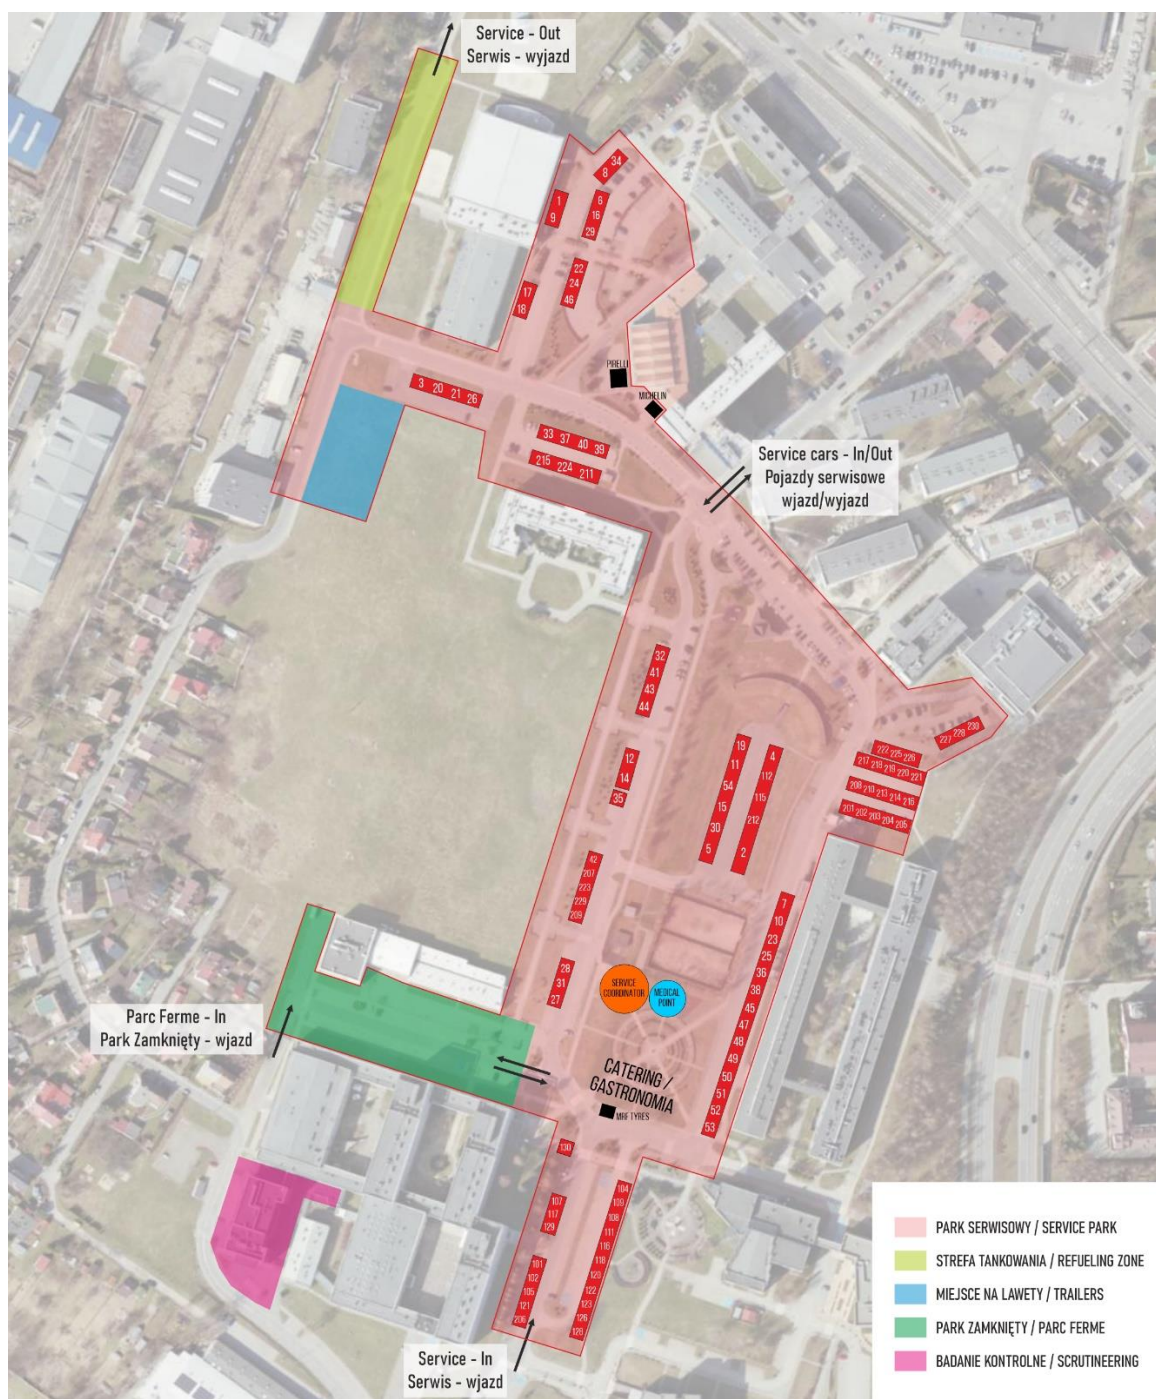 Service - Out
Serwis - wyjazd
34
8
1
9
6
16
29
22
24
46
17
18
PIRELLI
MICHELIN
3 20 21 26
33 37 40 39
215 224 211
Service cars - In/Out
Pojazdy serwisowe
wjazd/wyjazd
32
41
43
44
12
14
35
19
11
54
15
30
5
4
112
115
212
2
227 228 230
222 225 226
217 218 219 220 221
208 210 213 214 216
201 202 203 204 205
42
207
223
229
209
28
31
27
7
10
23
25
36
38
45
47
48
49
50
51
52
53
SERVICE
COORDINATOR
MEDICAL
POINT
Parc Ferme - In
Park Zamknięty - wjazd
CATERING /
GASTRONOMIA
MRF TYRES
130
107
117
129
101
102
105
121
206
104
109
108
111
116
118
120
122
123
126
128
Service - In
Serwis - wjazd
PARK SERWISOWY / SERVICE PARK
STREFA TANKOWANIA / REFUELING ZONE
MIEJSCE NA LAWETY / TRAILERS
PARK ZAMKNIĘTY / PARC FERME
BADANIE KONTROLNE / SCRUTINEERING